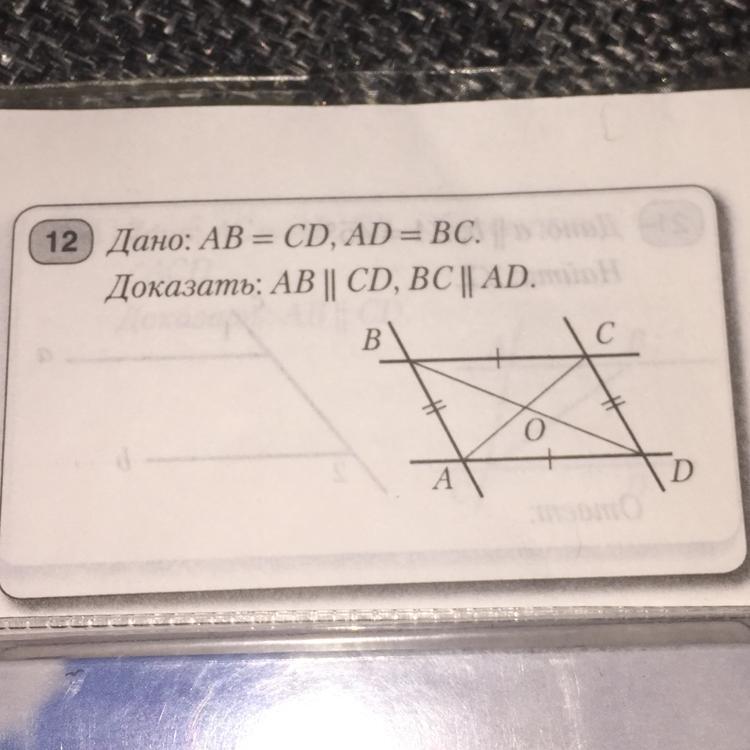 12 Дано: AB = CD, AD = BC.
Доказать: AB ∥ CD, BC ∥ AD.
B
C
O
A
D